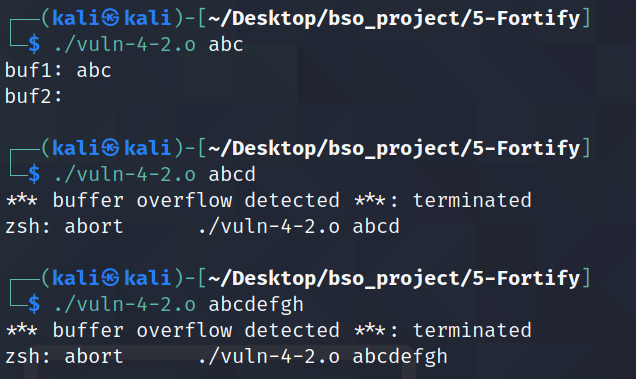 ┌──(kali㉿kali)-[~/Desktop/bso_project/5-Fortify]
└─$ ./vuln-4-2.o abc
buf1: abc
buf2:
┌──(kali㉿kali)-[~/Desktop/bso_project/5-Fortify]
└─$ ./vuln-4-2.o abcd
*** buffer overflow detected ***: terminated
zsh: abort      ./vuln-4-2.o abcd
┌──(kali㉿kali)-[~/Desktop/bso_project/5-Fortify]
└─$ ./vuln-4-2.o abcdefgh
*** buffer overflow detected ***: terminated
zsh: abort      ./vuln-4-2.o abcdefgh